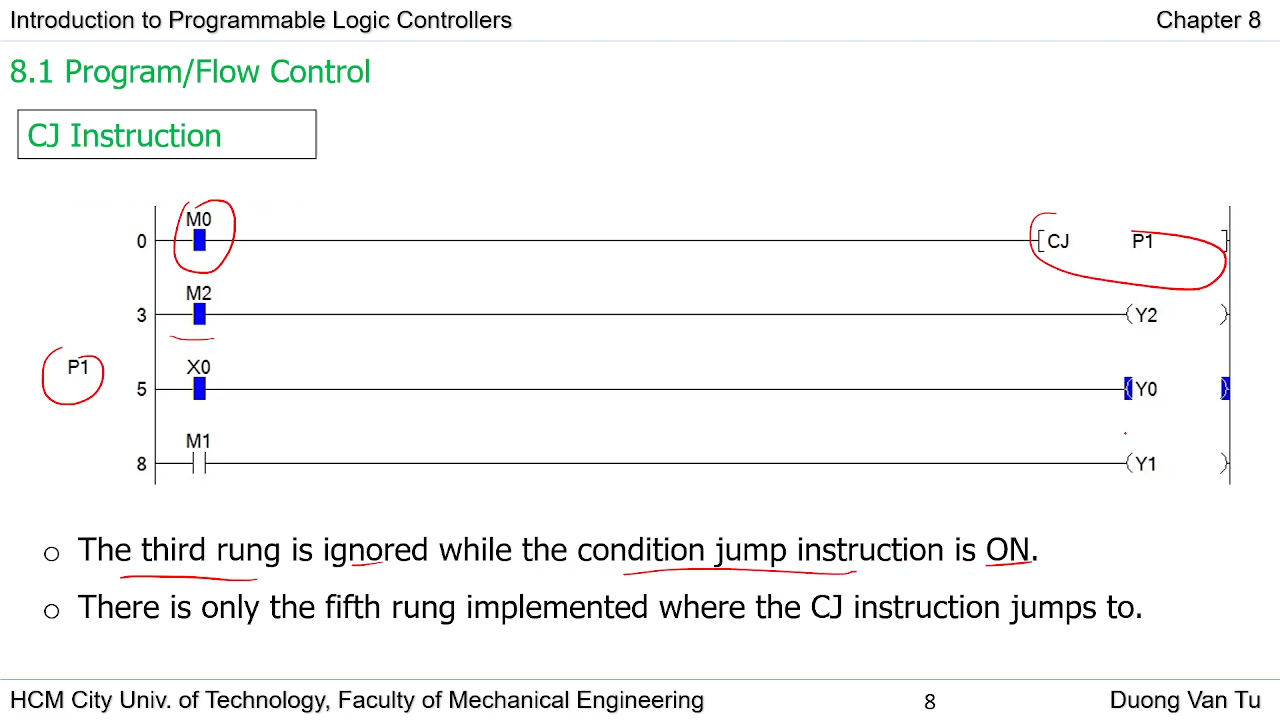 Introduction to Programmable Logic Controllers Chapter 8
8.1 Program/Flow Control
CJ Instruction
M0
0 [ CJ P1 ]
M2
3 ( Y2 )
P1 X0
5 ( Y0 )
M1
8 ( Y1 )
○ The third rung is ignored while the condition jump instruction is ON.
○ There is only the fifth rung implemented where the CJ instruction jumps to.
HCM City Univ. of Technology, Faculty of Mechanical Engineering 8 Duong Van Tu